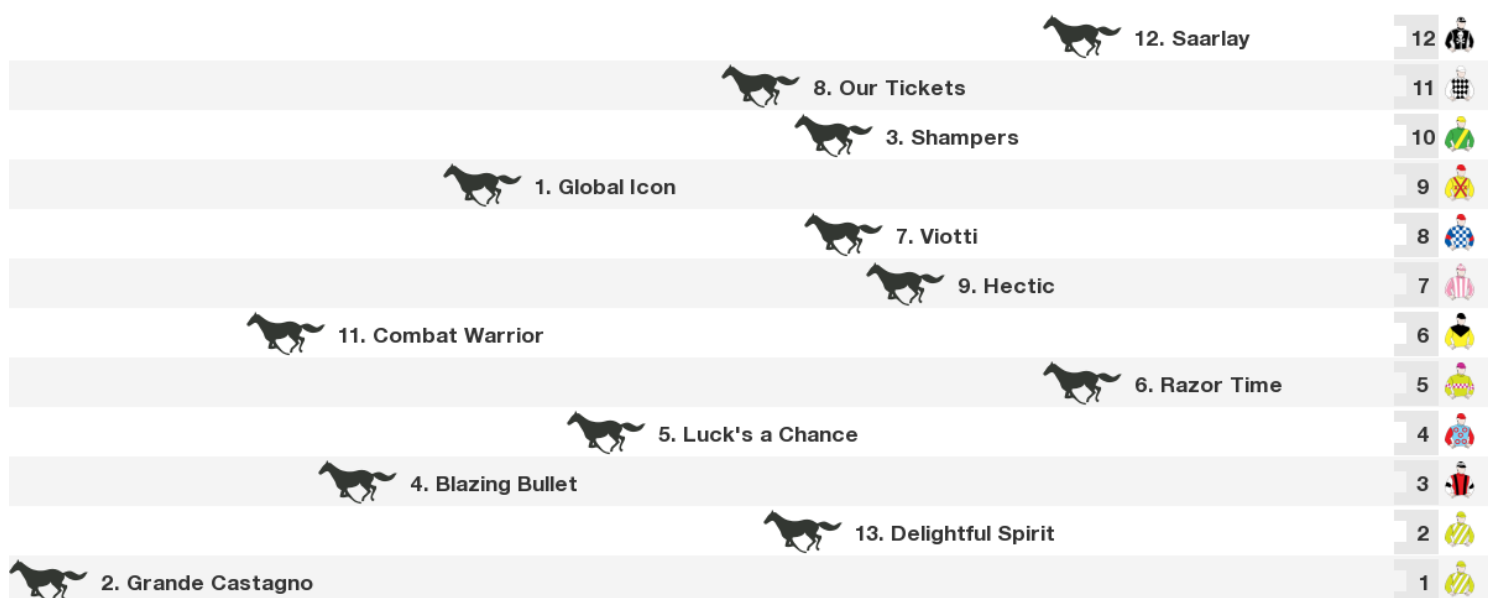 12. Saarlay 12
8. Our Tickets 11
3. Shampers 10
1. Global Icon 9
7. Viotti 8
9. Hectic 7
11. Combat Warrior 6
6. Razor Time 5
5. Luck's a Chance 4
4. Blazing Bullet 3
13. Delightful Spirit 2
2. Grande Castagno 1